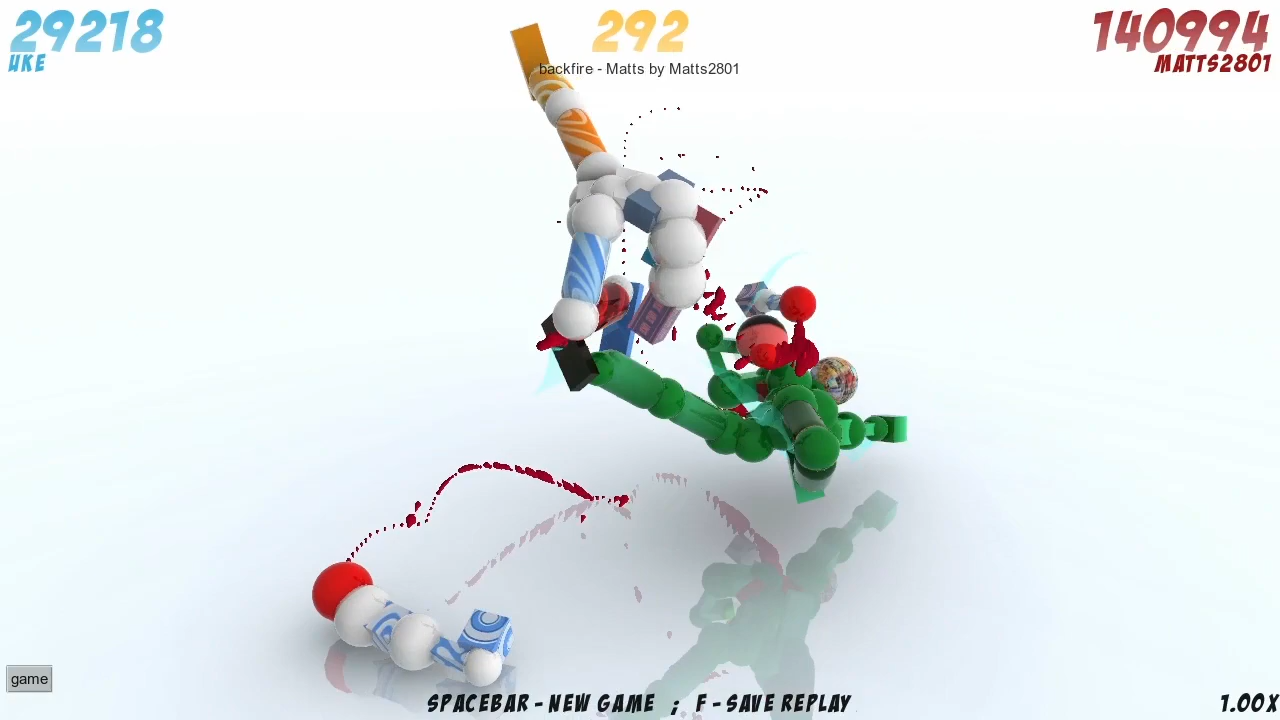 29218
UKE
292
backfire - Matts by Matts2801
140994
MATTS2801
game
SPACEBAR - NEW GAME ; F - SAVE REPLAY
1.00X